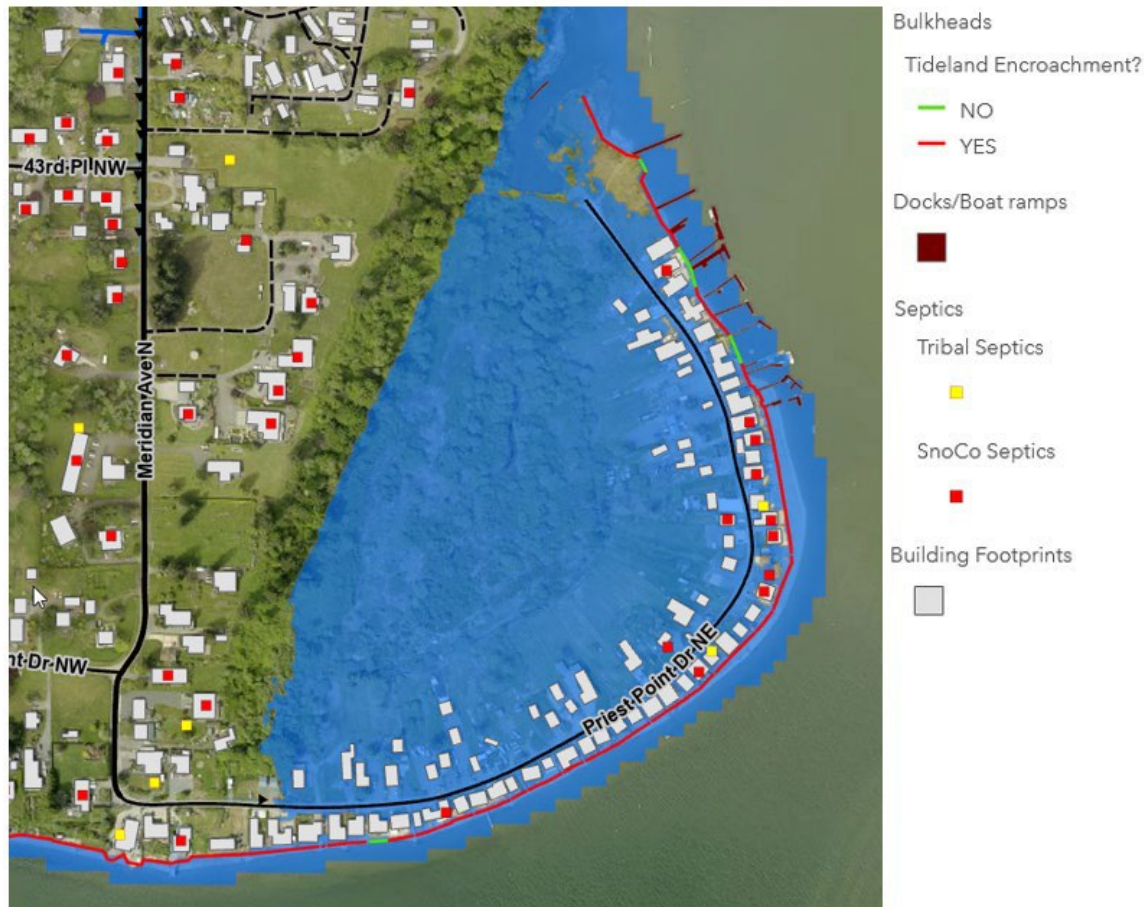 43rd Pl NW
Meridian Ave N
nt Dr NW
Priest Point Dr NE
Bulkheads
Tideland Encroachment?
NO
YES
Docks/Boat ramps
Septics
Tribal Septics
SnoCo Septics
Building Footprints